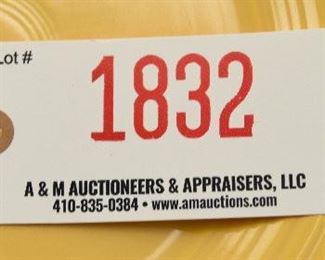 Lot #
1832
A & M AUCTIONEERS & APPRAISERS, LLC
410-835-0384 • www.amauctions.com